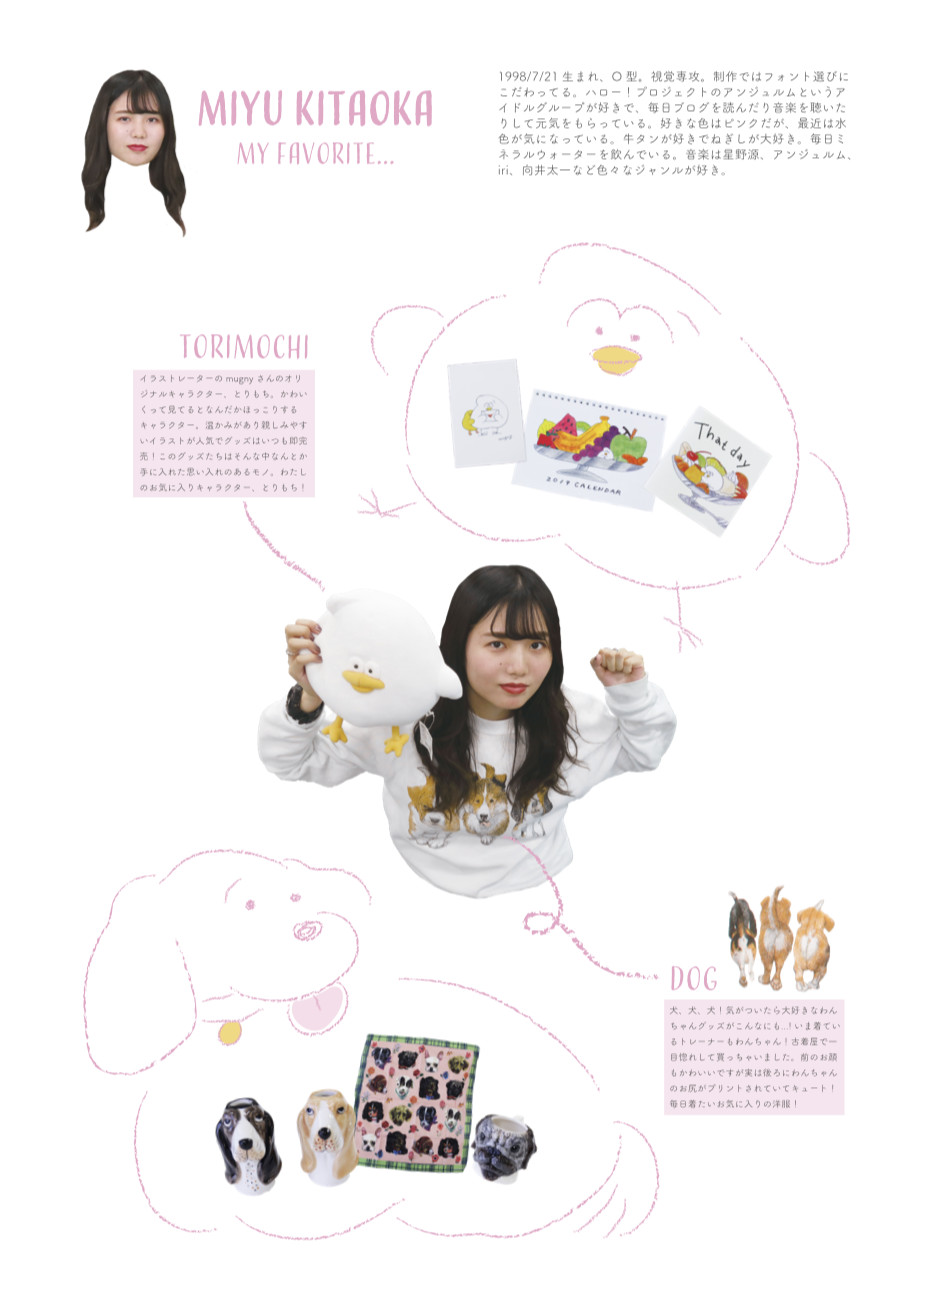 MIYU KITAOKA
MY FAVORITE...
1998/7/21 生まれ、O 型。視覚専攻。制作ではフォント選びに
こだわってる。ハロー！プロジェクトのアンジュルムというア
イドルグループが好きで、毎日ブログを読んだり音楽を聴いた
りして元気をもらっている。好きな色はピンクだが、最近は水
色が気になっている。牛タンが好きでねぎしが大好き。毎日ミ
ネラルウォーターを飲んでいる。音楽は星野源、アンジュルム、
iri、向井太一など色々なジャンルが好き。
TORIMOCHI
イラストレーターの mugny さんのオリ
ジナルキャラクター、とりもち。かわい
くって見てるとなんだかほっこりする
キャラクター。温かみがあり親しみやす
いイラストが人気でグッズはいつも即完
売！このグッズたちはそんな中なんとか
手に入れた思い入れのあるモノ。わたし
のお気に入りキャラクター、とりもち！
2019 CALENDAR
That day
DOG
犬、犬、犬！気がついたら大好きなわん
ちゃんグッズがこんなにも...! いま着てい
るトレーナーもわんちゃん！古着屋で一
目惚れして買っちゃいました。前のお顔
もかわいいですが実は後ろにわんちゃん
のお尻がプリントされていてキュート！
毎日着たいお気に入りの洋服！